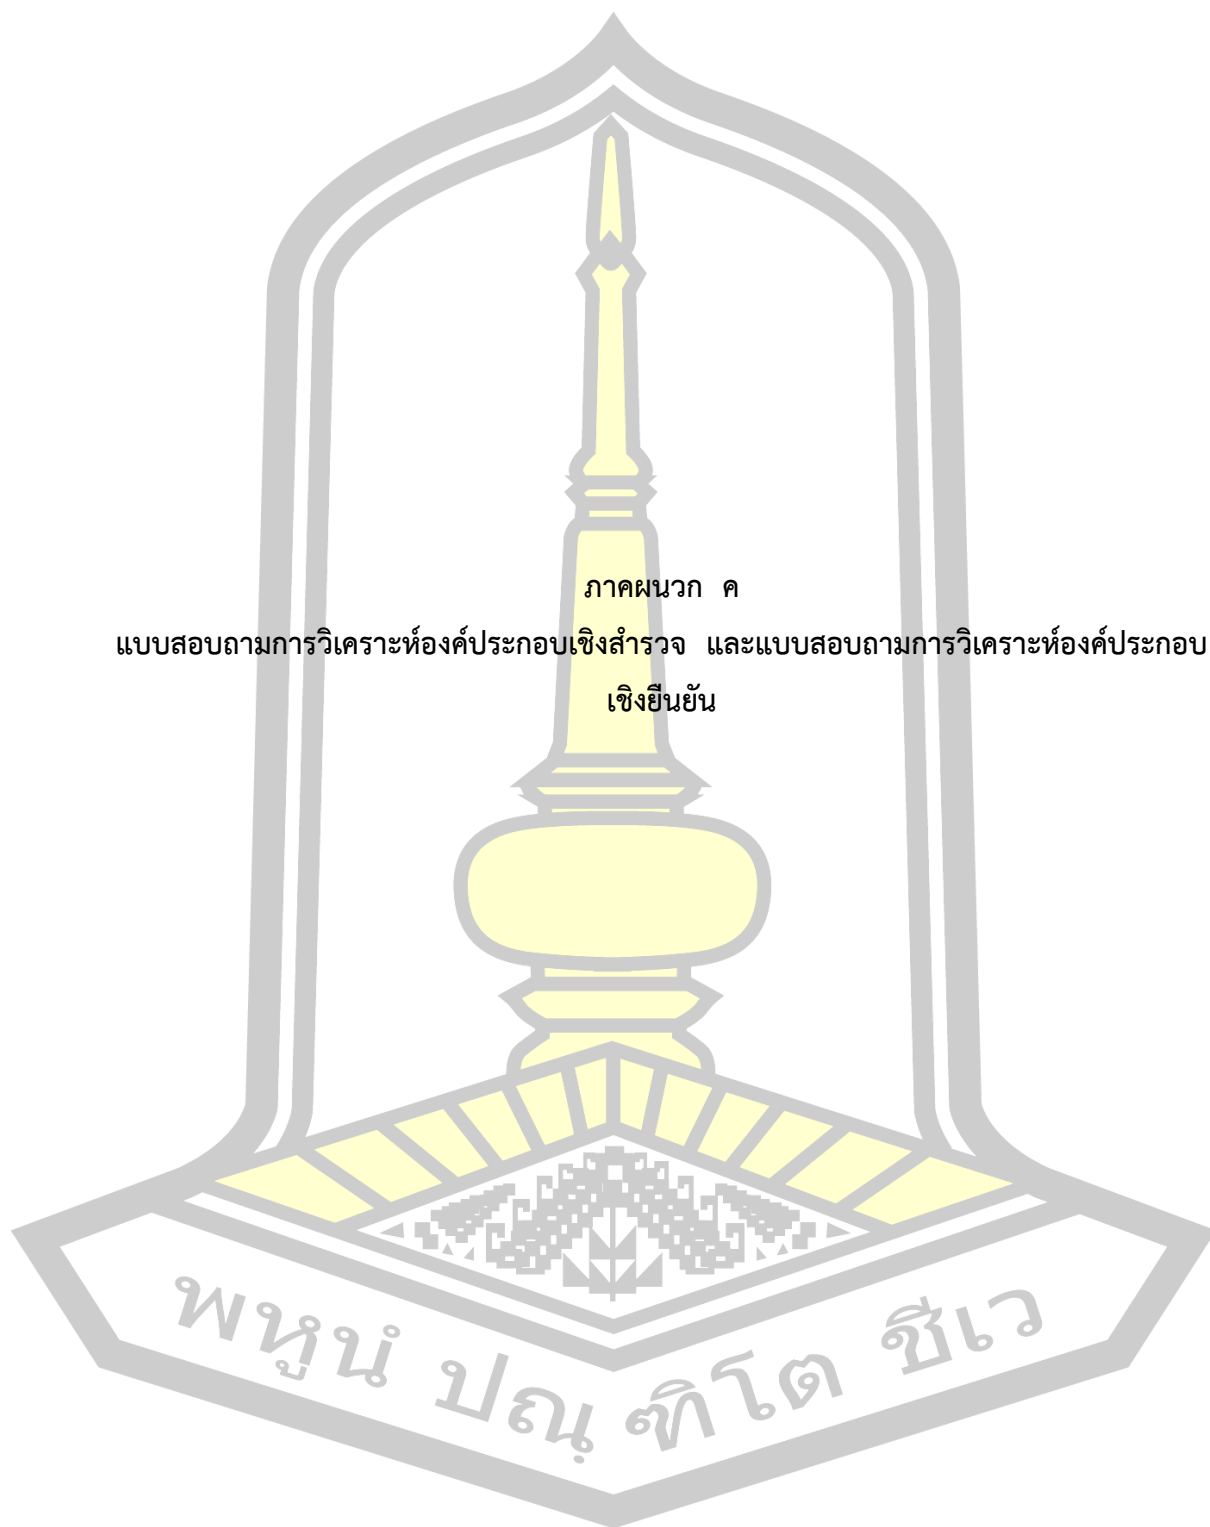 ภาคผนวก ค
แบบสอบถามการวิเคราะห์องค์ประกอบเชิงสำรวจ และแบบสอบถามการวิเคราะห์องค์ประกอบ
เชิงยืนยัน
พหูนํ ปณฺฑิโต ชีเว